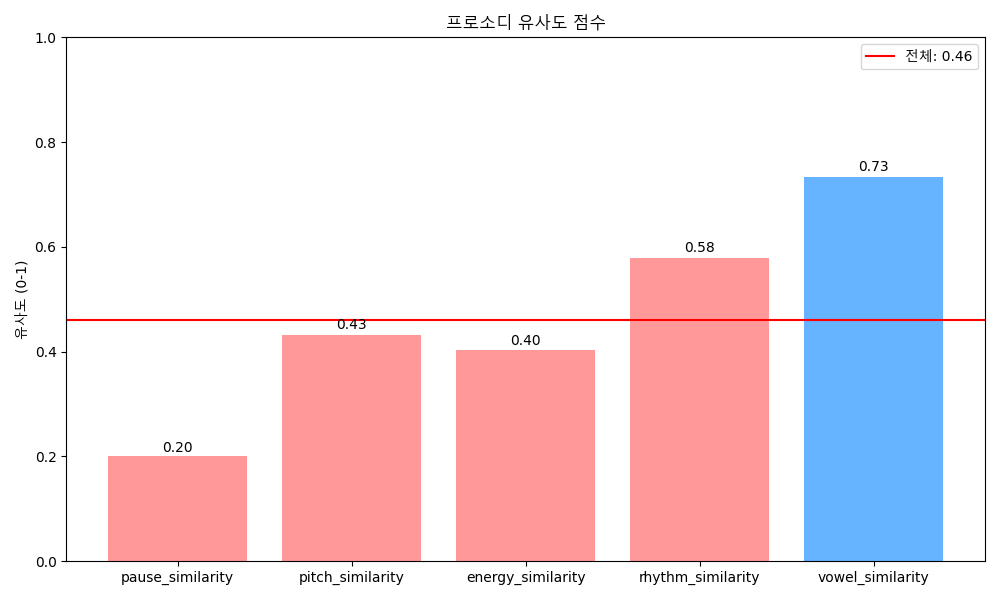 프로소디 유사도 점수
전체: 0.46
유사도 (0-1)
1.0
0.8
0.6
0.4
0.2
0.0
0.20
0.43
0.40
0.58
0.73
pause_similarity
pitch_similarity
energy_similarity
rhythm_similarity
vowel_similarity